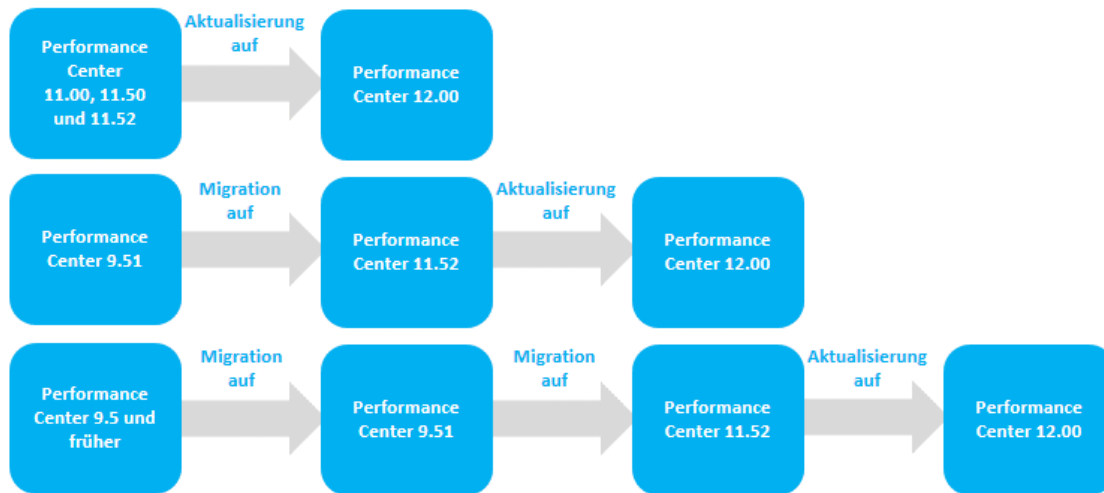 Aktualisierung
auf
Performance
Center
11.00, 11.50
und 11.52
Performance
Center 12.00
Migration
auf
Aktualisierung
auf
Performance
Center 9.51
Performance
Center 11.52
Performance
Center 12.00
Migration
auf
Migration
auf
Aktualisierung
auf
Performance
Center 9.5 und
früher
Performance
Center 9.51
Performance
Center 11.52
Performance
Center 12.00